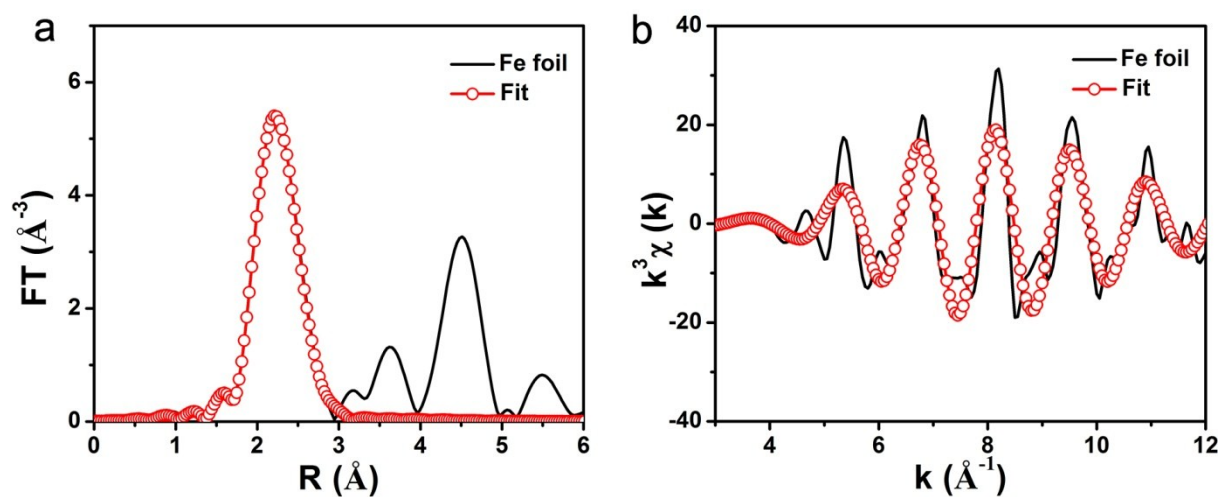 a
Fe foil
Fit
FT (Å⁻³)
6
4
2
0
0 1 2 3 4 5 6
R (Å)
b
Fe foil
Fit
k³χ (k)
40
20
0
-20
-40
4 6 8 10 12
k (Å⁻¹)